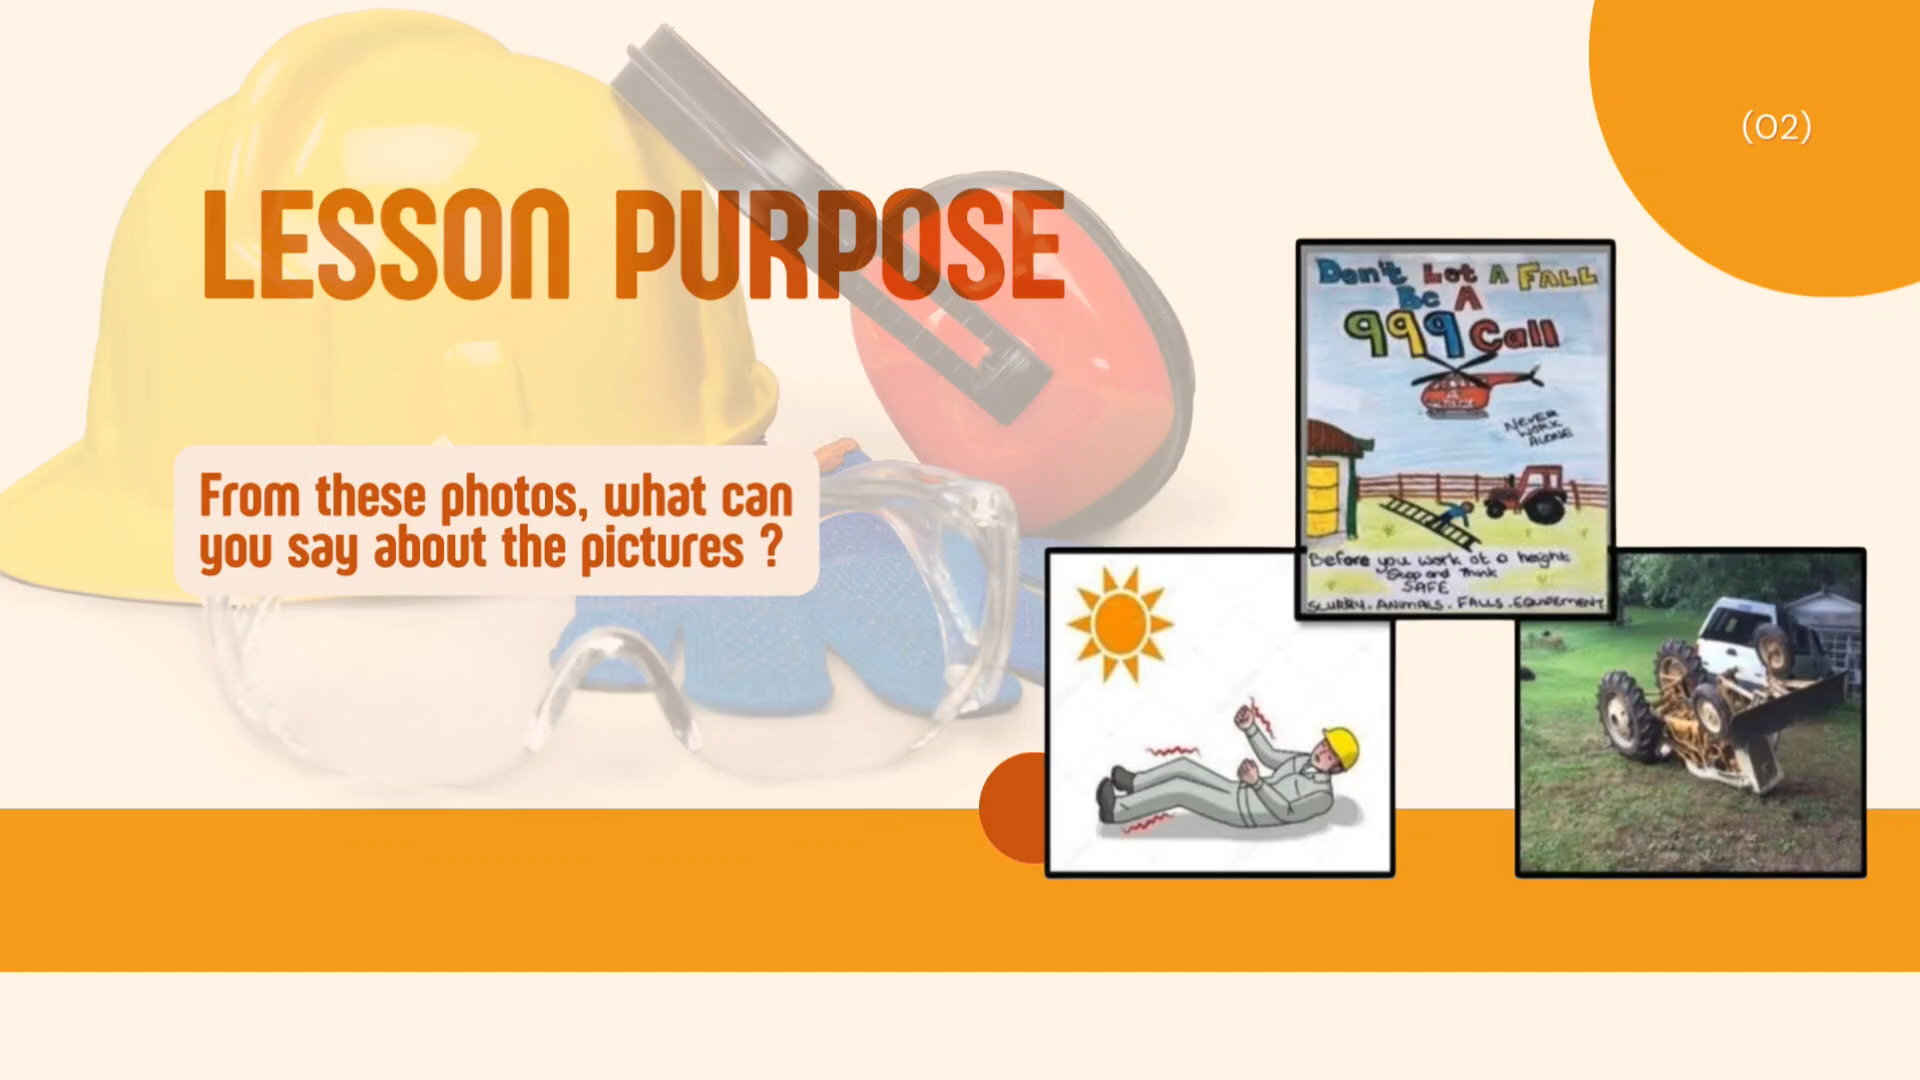 (02)
LESSON PURPOSE
From these photos, what can
you say about the pictures ?
Don't Let A FALL
Be A
999 Call
NEVER
WORK
ALONE
Before you work at a height
Stop and Think
SAFE
SLURRY. ANIMALS. FALLS. EQUIPEMENT